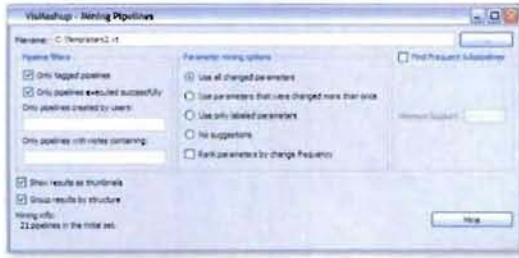 VisMashup - Mining Pipelines
Filename:
...
Pipeline filters
Only tagged pipelines
Only pipelines executed successfully
Only pipelines created by users:
Only pipelines with notes containing:
Parameter mining options
Use all changed parameters
Use parameters that were changed more than once
Use only labeled parameters
No suggestions
Rank parameters by change frequency
Find frequent subpipelines
Minimum support:
Show results as thumbnails
Group results by structure
Mining info:
21 pipelines in the initial set.
Mine